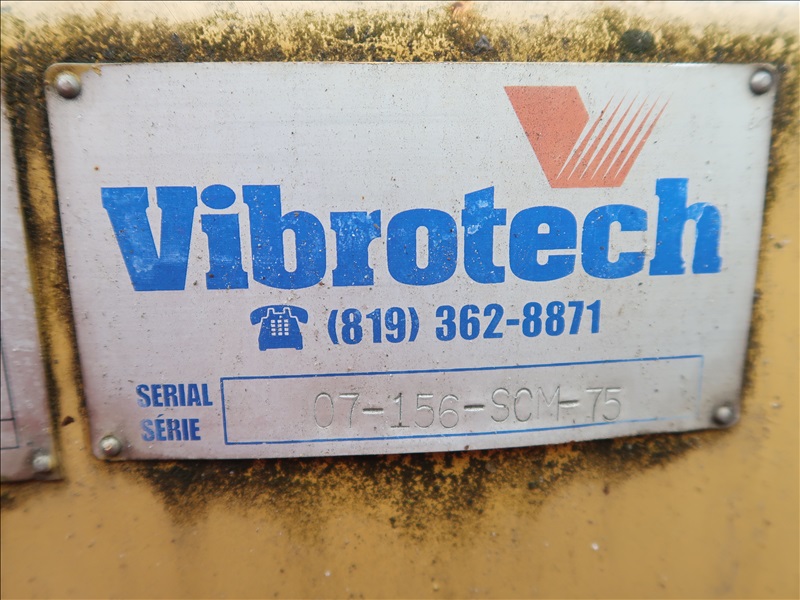 Vibrotech
(819) 362-8871
SERIAL
SÉRIE
07-156-SCM-75